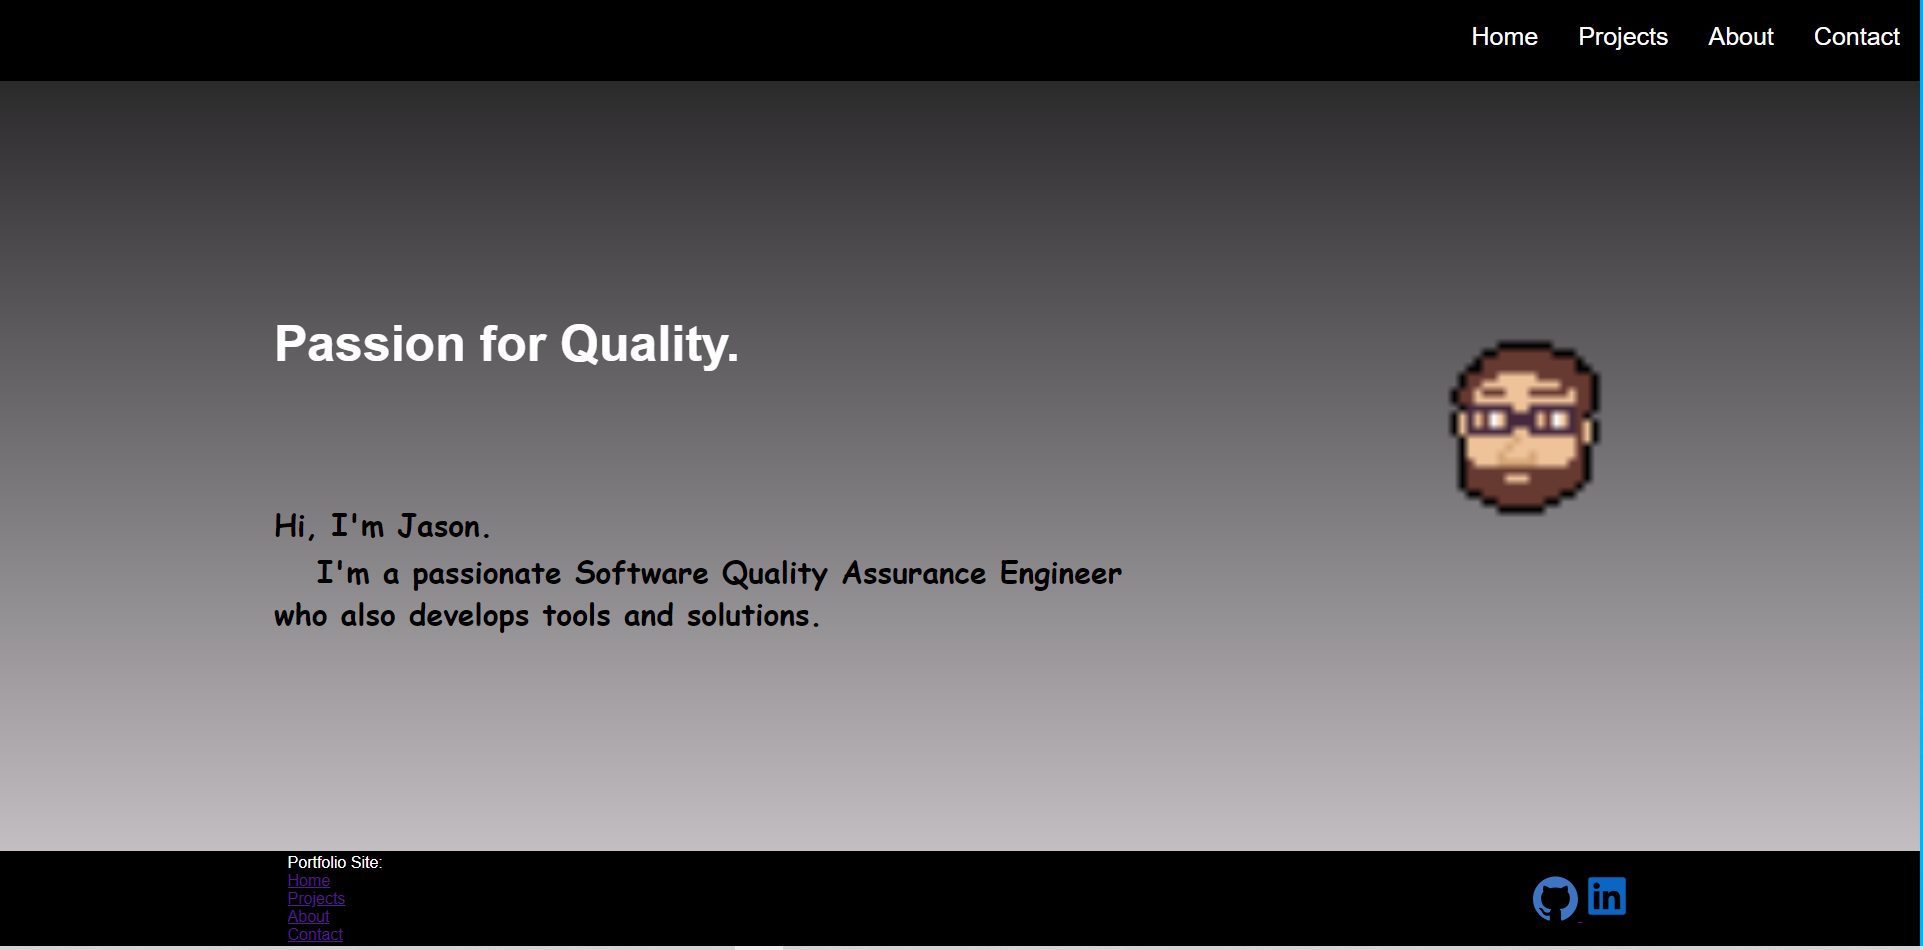 Home Projects About Contact
Passion for Quality.
Hi, I'm Jason.
I'm a passionate Software Quality Assurance Engineer
who also develops tools and solutions.
Portfolio Site:
Home
Projects
About
Contact
in